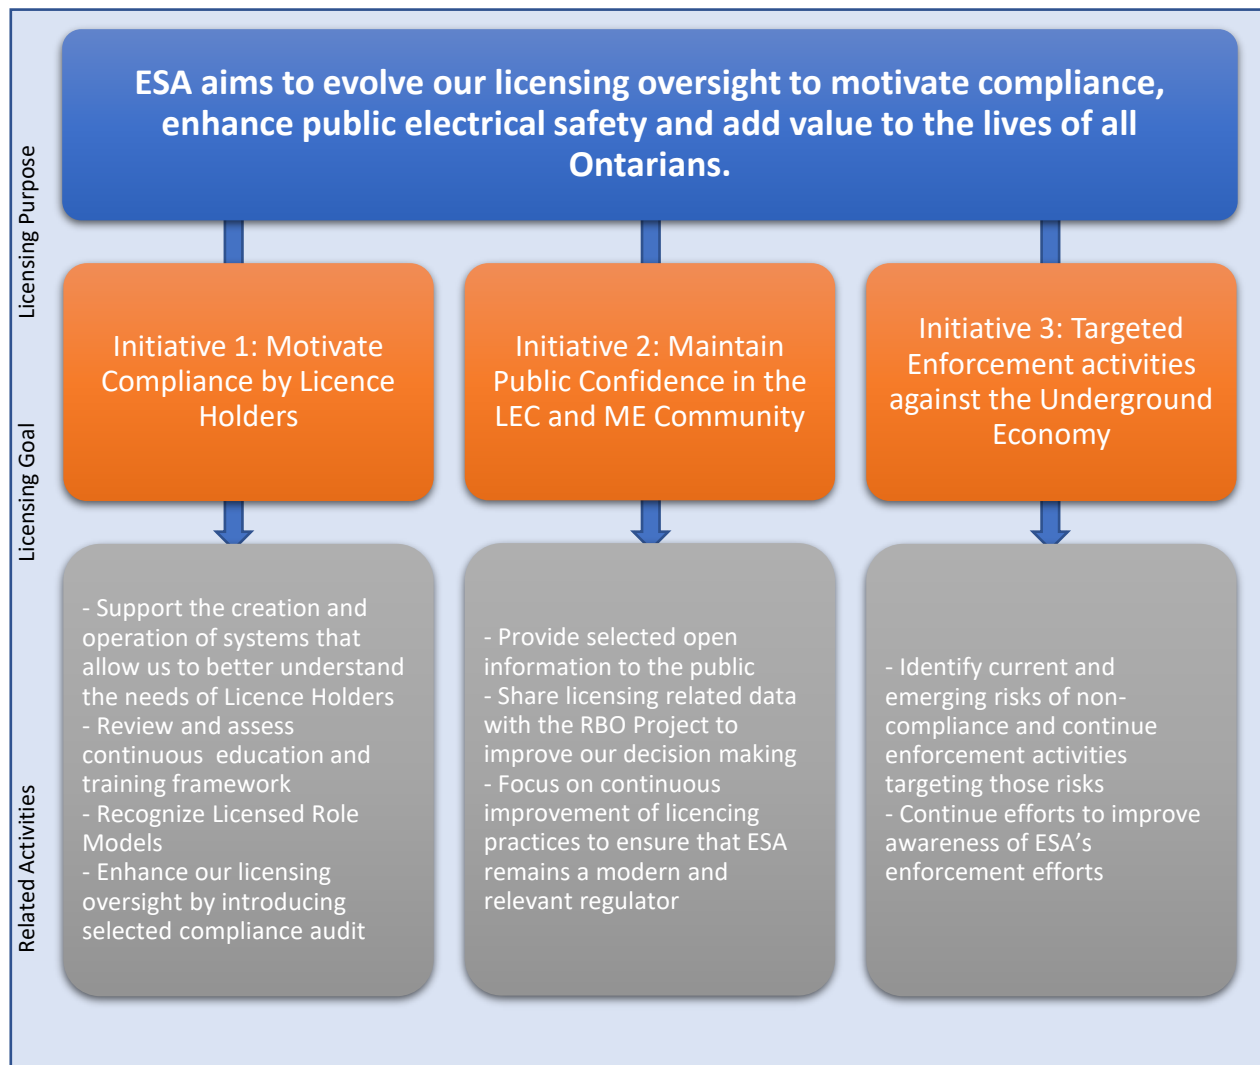 ESA aims to evolve our licensing oversight to motivate compliance,
enhance public electrical safety and add value to the lives of all
Ontarians.
Licensing Purpose
Initiative 1: Motivate
Compliance by Licence
Holders
Initiative 2: Maintain
Public Confidence in the
LEC and ME Community
Initiative 3: Targeted
Enforcement activities
against the Underground
Economy
Licensing Goal
- Support the creation and
operation of systems that
allow us to better understand
the needs of Licence Holders
- Review and assess
continuous  education and
training framework
- Recognize Licensed Role
Models
- Enhance our licensing
oversight by introducing
selected compliance audit
- Provide selected open
information to the public
- Share licensing related data
with the RBO Project to
improve our decision making
- Focus on continuous
improvement of licencing
practices to ensure that ESA
remains a modern and
relevant regulator
- Identify current and
emerging risks of non-
compliance and continue
enforcement activities
targeting those risks
- Continue efforts to improve
awareness of ESA’s
enforcement efforts
Related Activities